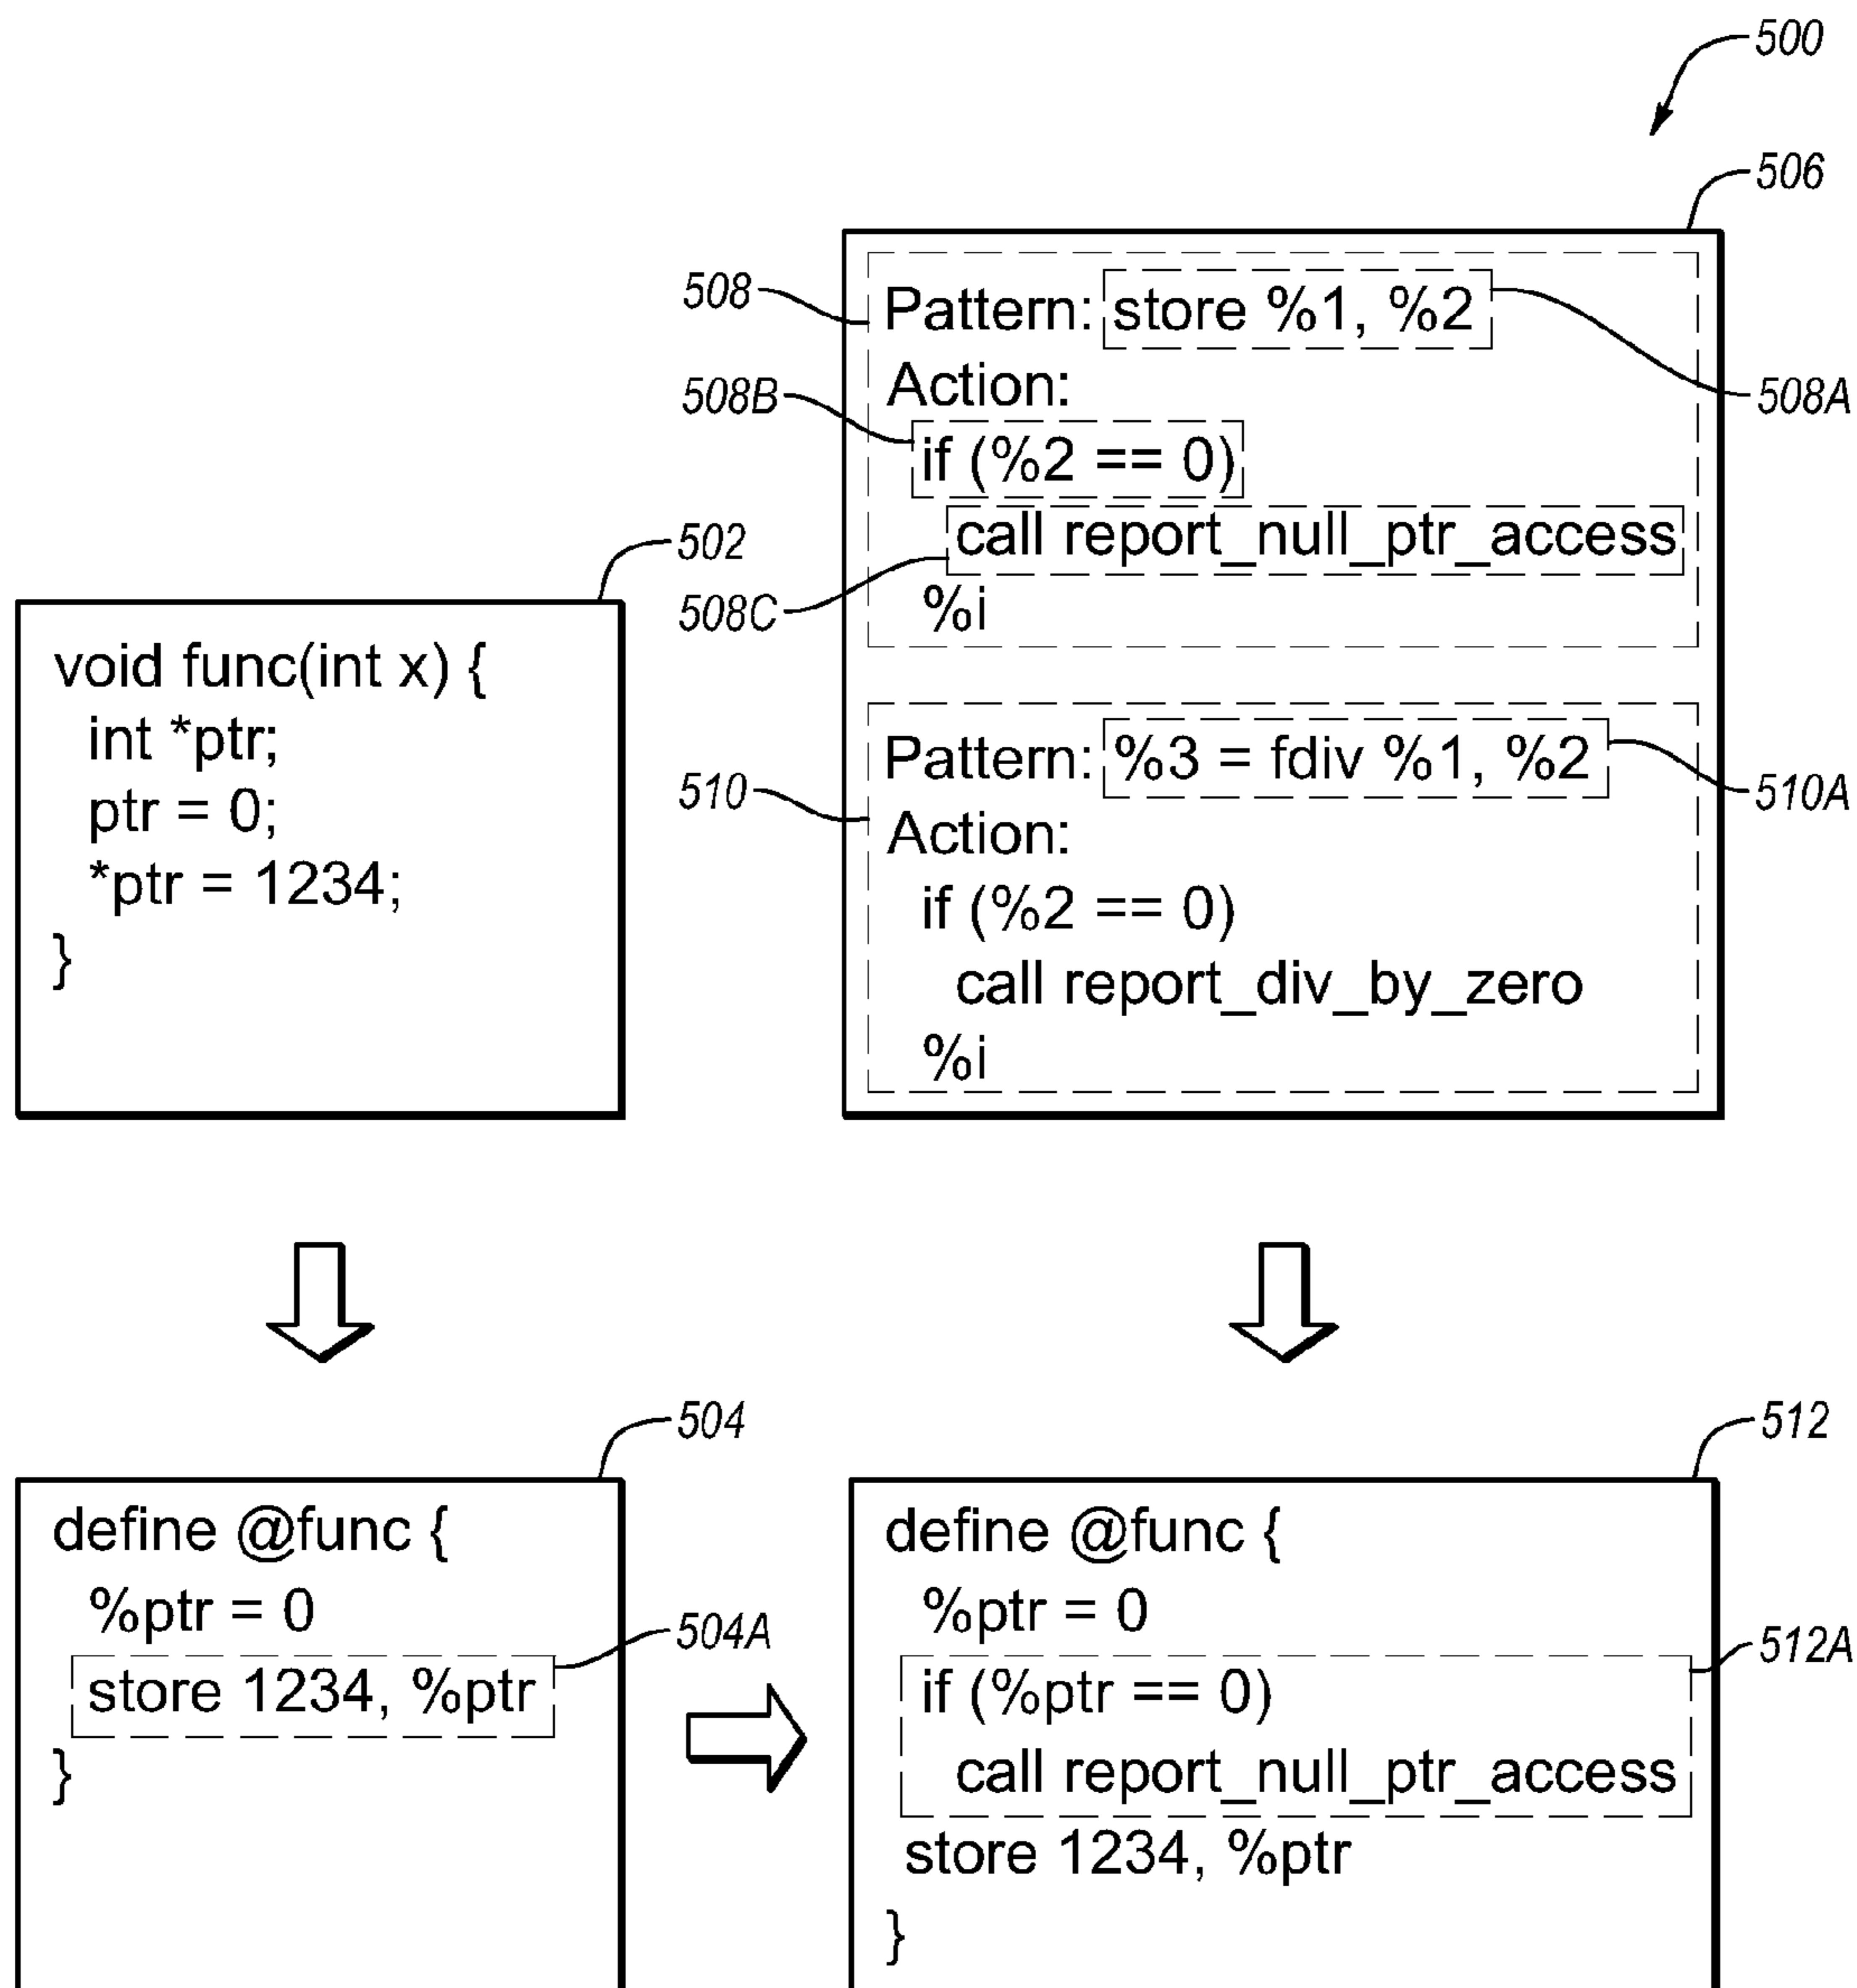 500
506
508
Pattern: store %1, %2
508A
Action:
508B
if (%2 == 0)
call report_null_ptr_access
508C
%i
510
Pattern: %3 = fdiv %1, %2
510A
Action:
if (%2 == 0)
call report_div_by_zero
%i
502
void func(int x) {
int *ptr;
ptr = 0;
*ptr = 1234;
}
504
define @func {
%ptr = 0
504A
store 1234, %ptr
}
512
define @func {
%ptr = 0
512A
if (%ptr == 0)
call report_null_ptr_access
store 1234, %ptr
}